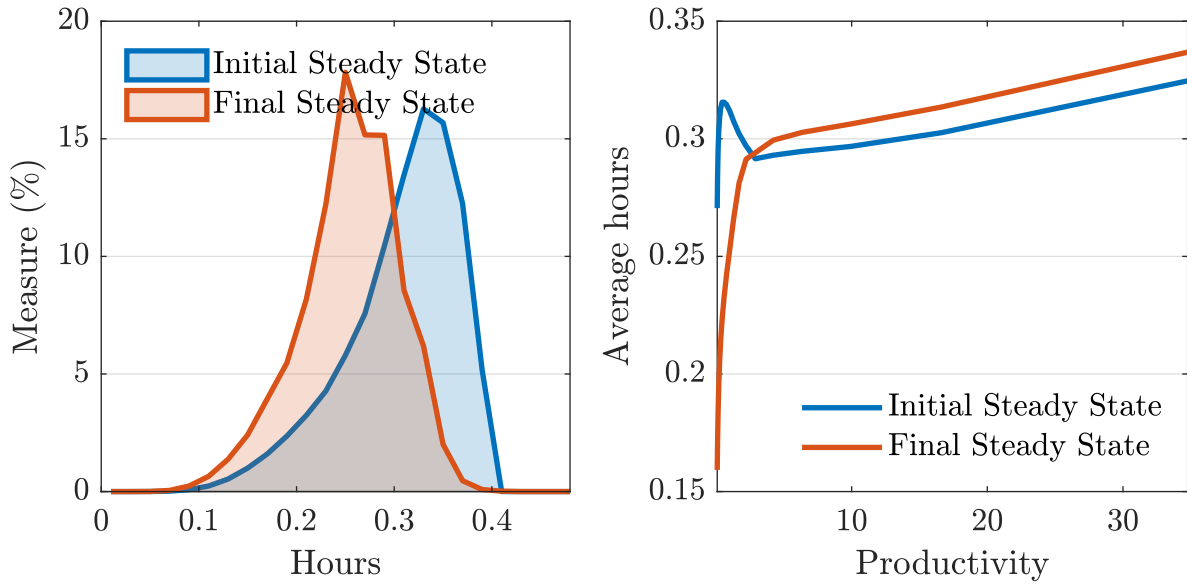 20
15
10
5
0
Measure (%)
Initial Steady State
Final Steady State
0
0.1
0.2
0.3
0.4
Hours
0.35
0.3
0.25
0.2
0.15
Average hours
Initial Steady State
Final Steady State
10
20
30
Productivity